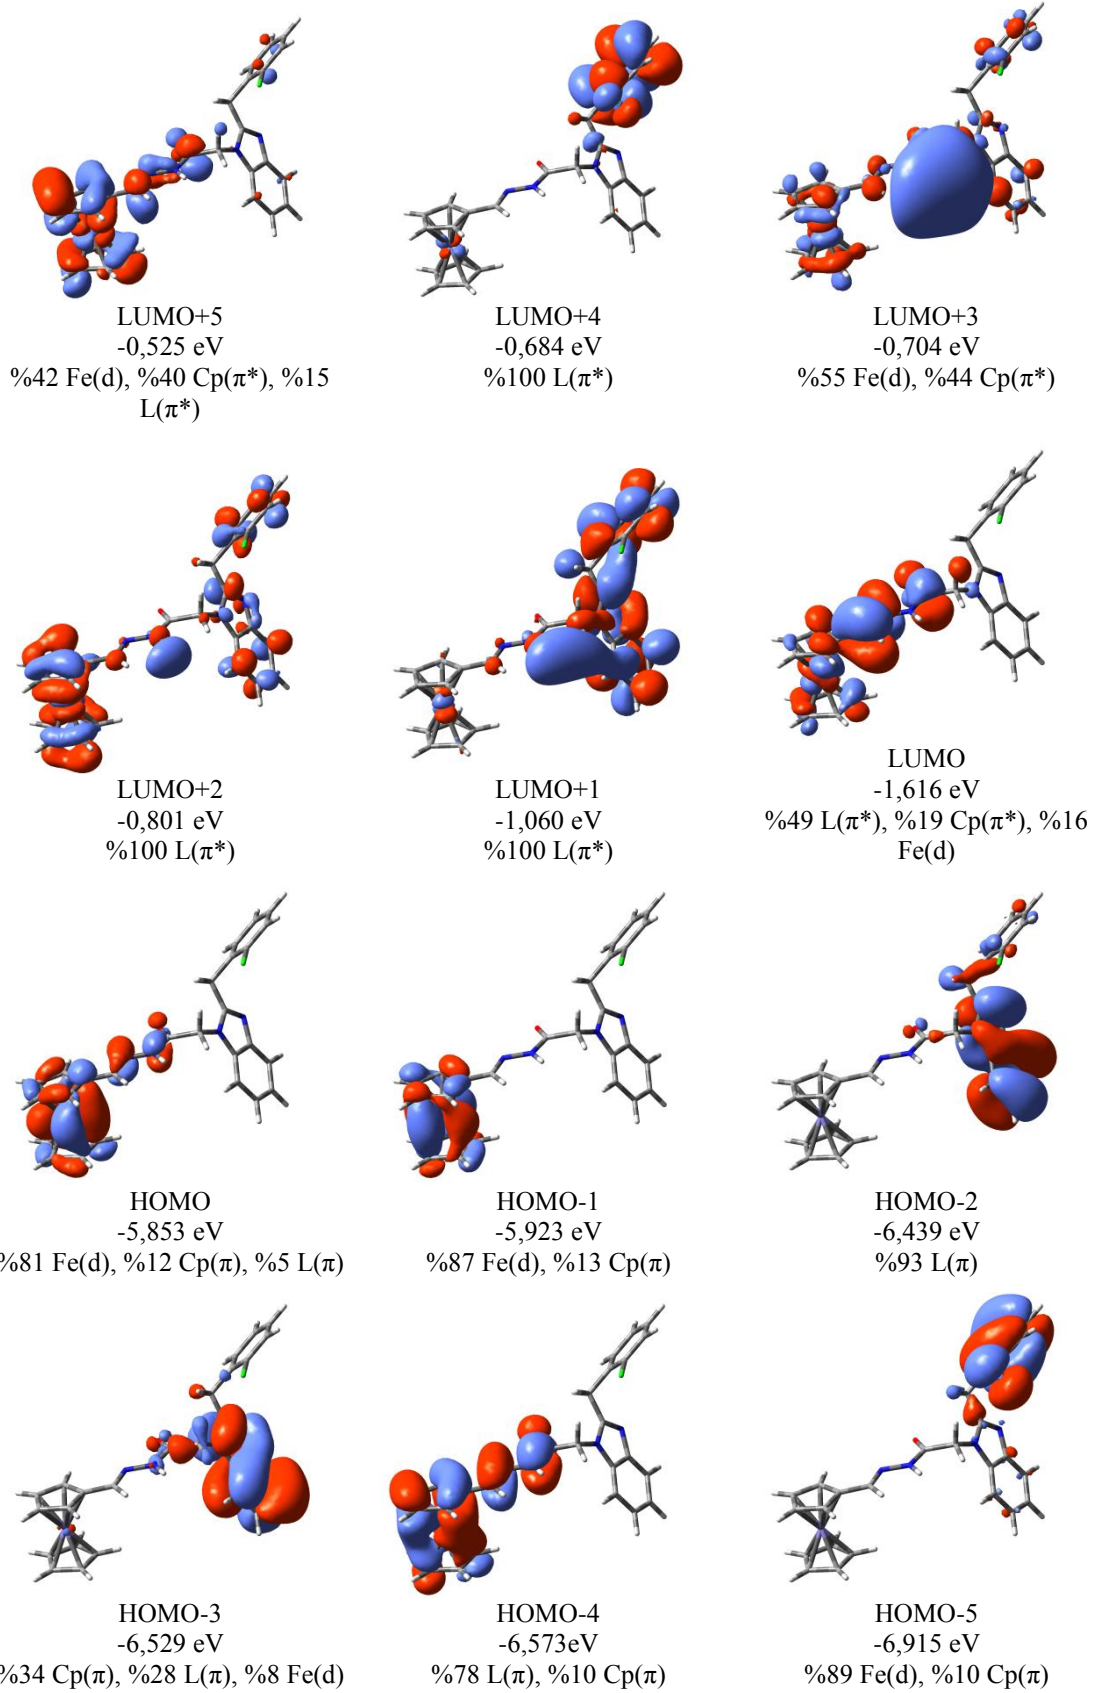 LUMO+5
-0,525 eV
%42 Fe(d), %40 Cp(π*), %15
L(π*)
LUMO+4
-0,684 eV
%100 L(π*)
LUMO+3
-0,704 eV
%55 Fe(d), %44 Cp(π*)
LUMO+2
-0,801 eV
%100 L(π*)
LUMO+1
-1,060 eV
%100 L(π*)
LUMO
-1,616 eV
%49 L(π*), %19 Cp(π*), %16
Fe(d)
HOMO
-5,853 eV
%81 Fe(d), %12 Cp(π), %5 L(π)
HOMO-1
-5,923 eV
%87 Fe(d), %13 Cp(π)
HOMO-2
-6,439 eV
%93 L(π)
HOMO-3
-6,529 eV
%34 Cp(π), %28 L(π), %8 Fe(d)
HOMO-4
-6,573eV
%78 L(π), %10 Cp(π)
HOMO-5
-6,915 eV
%89 Fe(d), %10 Cp(π)